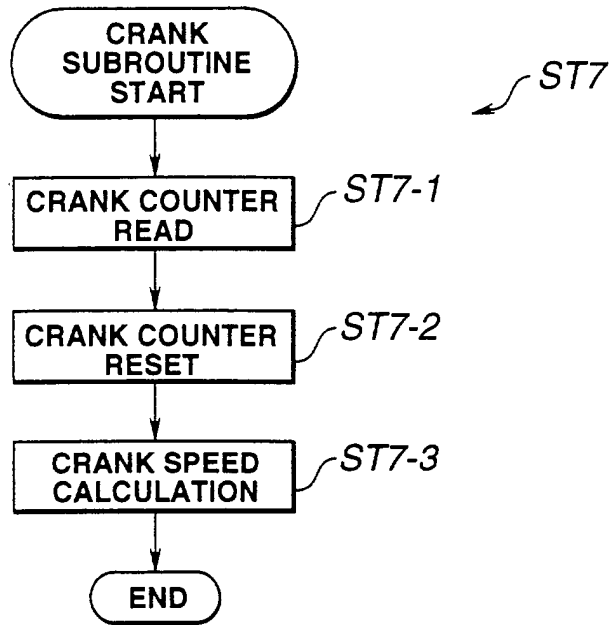 CRANK
SUBROUTINE
START
ST7
CRANK COUNTER
READ
ST7-1
CRANK COUNTER
RESET
ST7-2
CRANK SPEED
CALCULATION
ST7-3
END